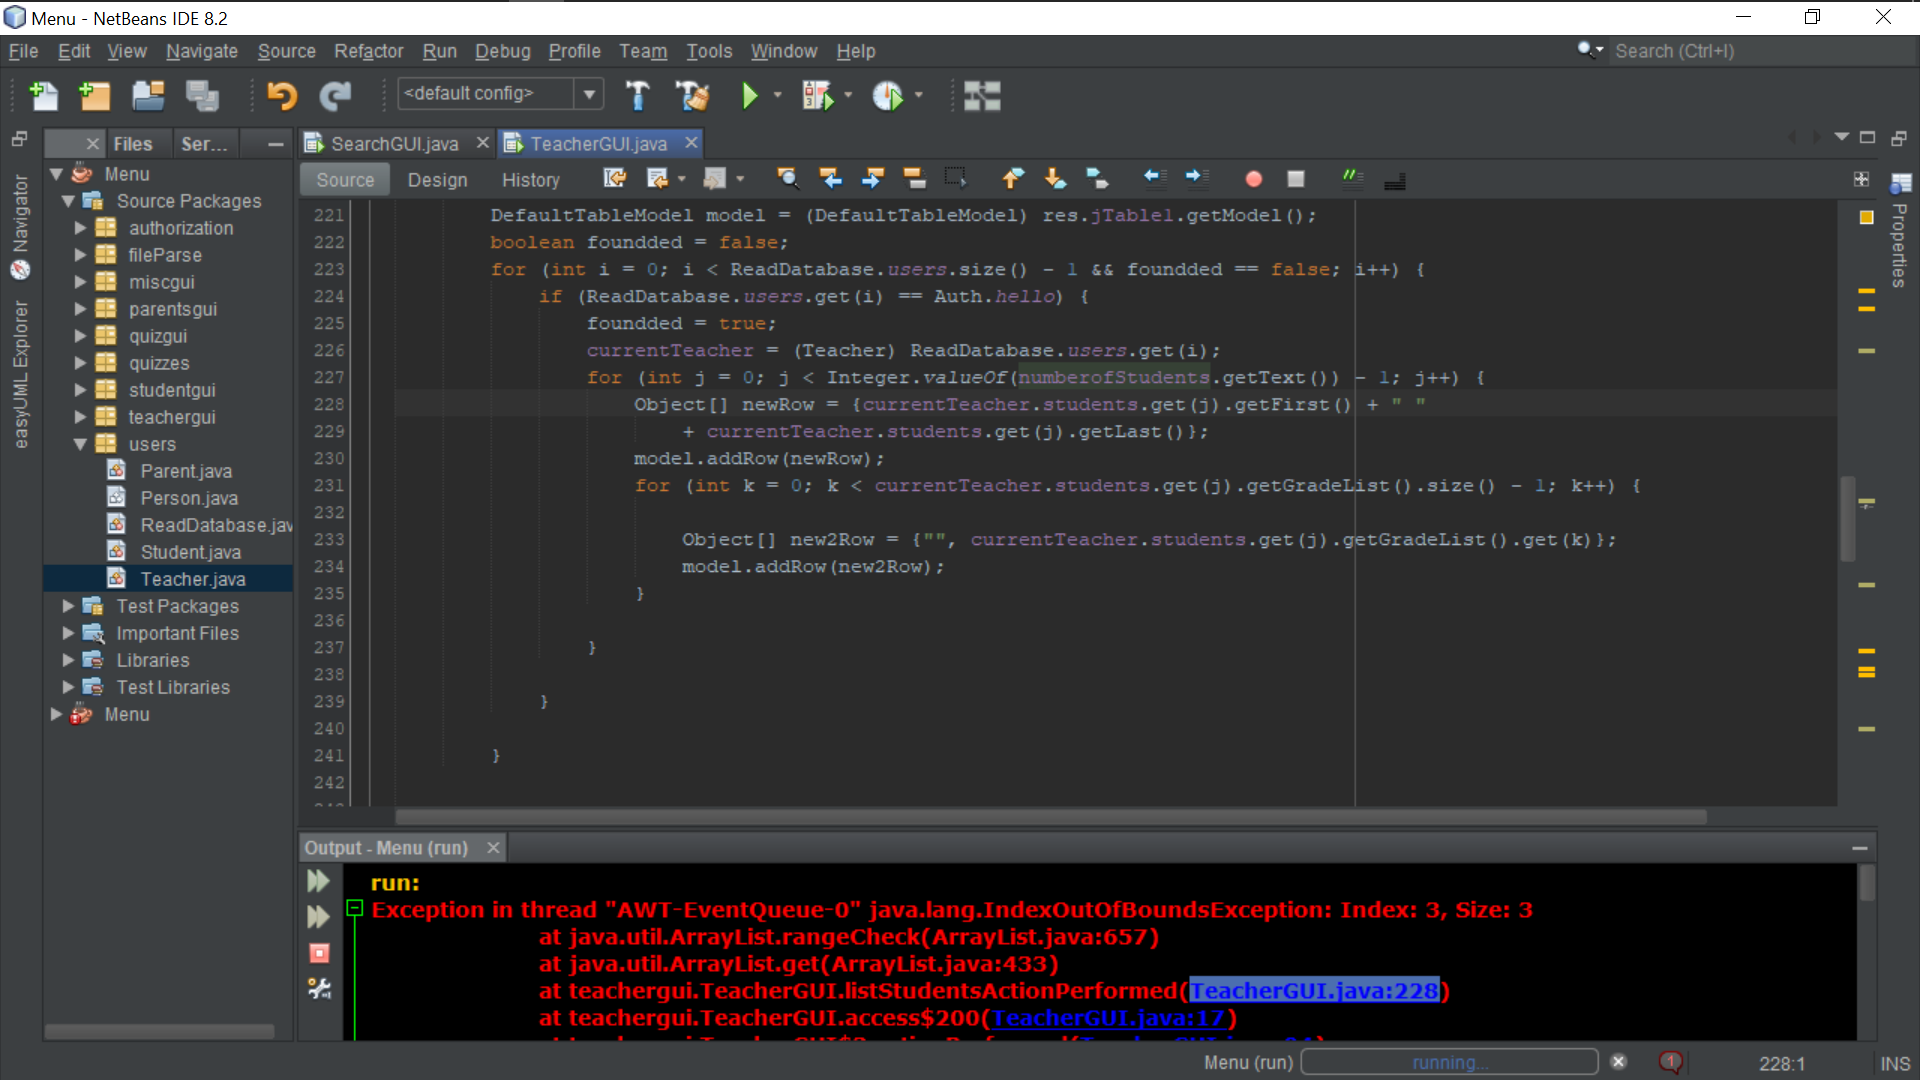 Menu - NetBeans IDE 8.2
File Edit View Navigate Source Refactor Run Debug Profile Team Tools Window Help
Search (Ctrl+I)
<default config>
Files
Ser...
SearchGUI.java
TeacherGUI.java
Source Design History
Navigator
easyUML Explorer
Properties
Menu
Source Packages
authorization
fileParse
miscgui
parentsgui
quizgui
quizzes
studentgui
teachergui
users
Parent.java
Person.java
ReadDatabase.jav
Student.java
Teacher.java
Test Packages
Important Files
Libraries
Test Libraries
Menu
221 DefaultTableModel model = (DefaultTableModel) res.jTable1.getModel();
222 boolean foundded = false;
223 for (int i = 0; i < ReadDatabase.users.size() - 1 && foundded == false; i++) {
224 if (ReadDatabase.users.get(i) == Auth.hello) {
225 foundded = true;
226 currentTeacher = (Teacher) ReadDatabase.users.get(i);
227 for (int j = 0; j < Integer.valueOf(numberofStudents.getText()) - 1; j++) {
228 Object[] newRow = {currentTeacher.students.get(j).getFirst() + " "
229 + currentTeacher.students.get(j).getLast()};
230 model.addRow(newRow);
231 for (int k = 0; k < currentTeacher.students.get(j).getGradeList().size() - 1; k++) {
232
233 Object[] new2Row = {"", currentTeacher.students.get(j).getGradeList().get(k)};
234 model.addRow(new2Row);
235 }
236
237 }
238
239 }
240
241 }
242
Output - Menu (run)
run:
Exception in thread "AWT-EventQueue-0" java.lang.IndexOutOfBoundsException: Index: 3, Size: 3
at java.util.ArrayList.rangeCheck(ArrayList.java:657)
at java.util.ArrayList.get(ArrayList.java:433)
at teachergui.TeacherGUI.listStudentsActionPerformed(TeacherGUI.java:228)
at teachergui.TeacherGUI.access$200(TeacherGUI.java:17)
Menu (run)
running...
1
228:1
INS